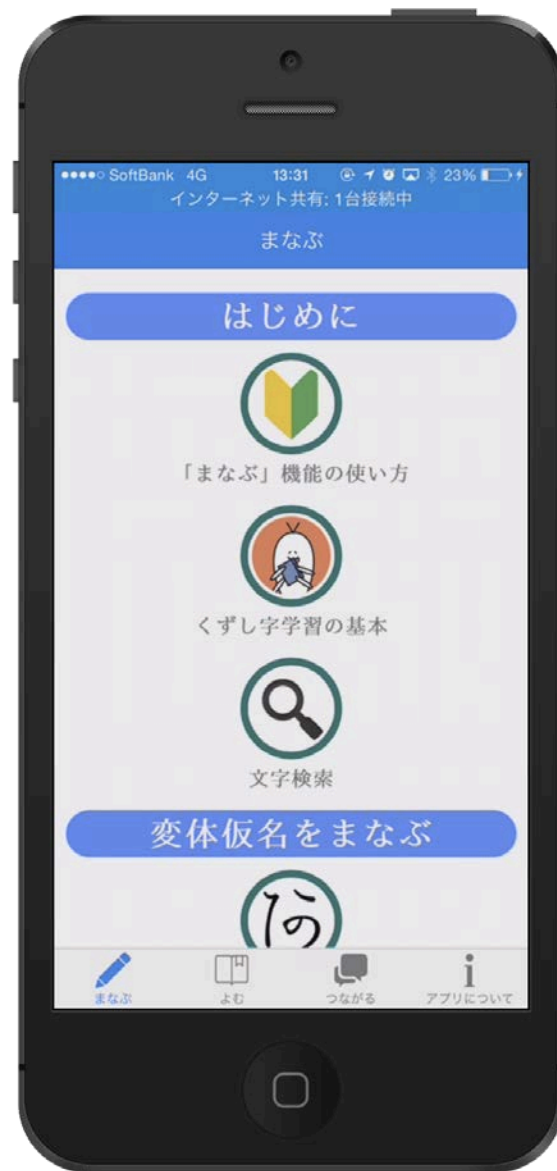 ●●●●○ SoftBank 4G 13:31 23%
インターネット共有: 1台接続中
まなぶ
はじめに
「まなぶ」機能の使い方
くずし字学習の基本
文字検索
変体仮名をまなぶ
まなぶ よむ つながる アプリについて